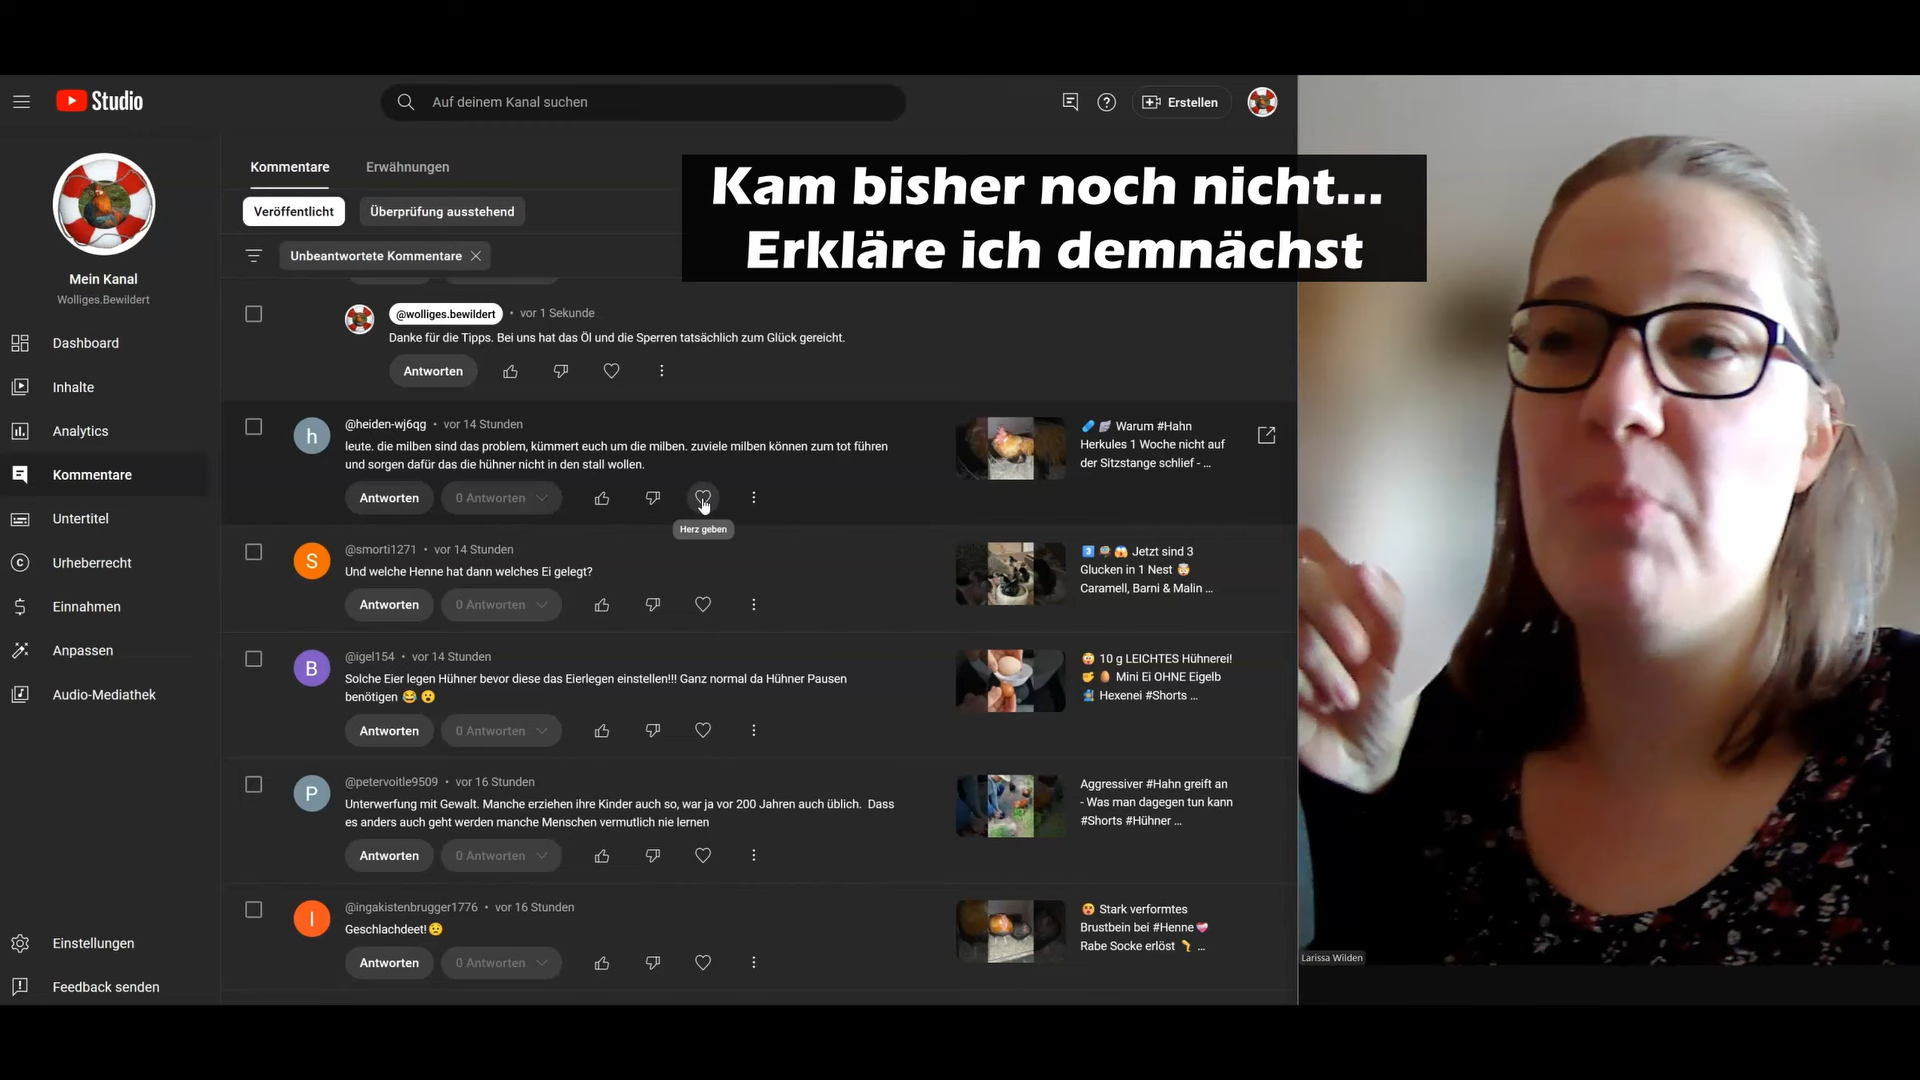 Studio
Auf deinem Kanal suchen
Erstellen
Kommentare
Erwähnungen
Kam bisher noch nicht...
Erkläre ich demnächst
Veröffentlicht
Überprüfung ausstehend
Unbeantwortete Kommentare
Mein Kanal
Wolliges.Bewildert
Dashboard
Inhalte
Analytics
Kommentare
Untertitel
Urheberrecht
Einnahmen
Anpassen
Audio-Mediathek
Einstellungen
Feedback senden
@wolliges.bewildert • vor 1 Sekunde
Danke für die Tipps. Bei uns hat das Öl und die Sperren tatsächlich zum Glück gereicht.
Antworten
@heiden-wj6qg • vor 14 Stunden
leute. die milben sind das problem, kümmert euch um die milben. zuviele milben können zum tot führen
und sorgen dafür das die hühner nicht in den stall wollen.
Antworten
0 Antworten
Herz geben
🩹 🪶 Warum #Hahn
Herkules 1 Woche nicht auf
der Sitzstange schlief - ...
S
@smorti1271 • vor 14 Stunden
Und welche Henne hat dann welches Ei gelegt?
Antworten
0 Antworten
3️⃣ 🪺 😱 Jetzt sind 3
Glucken in 1 Nest 🤯
Caramell, Barni & Malin ...
B
@igel154 • vor 14 Stunden
Solche Eier legen Hühner bevor diese das Eierlegen einstellen!!! Ganz normal da Hühner Pausen
benötigen 😂 😮
Antworten
0 Antworten
😨 10 g LEICHTES Hühnerei!
🤏 🥚 Mini Ei OHNE Eigelb
🧙 Hexenei #Shorts ...
P
@petervoitle9509 • vor 16 Stunden
Unterwerfung mit Gewalt. Manche erziehen ihre Kinder auch so, war ja vor 200 Jahren auch üblich. Dass
es anders auch geht werden manche Menschen vermutlich nie lernen
Antworten
0 Antworten
Aggressiver #Hahn greift an
- Was man dagegen tun kann
#Shorts #Hühner ...
I
@ingakistenbrugger1776 • vor 16 Stunden
Geschlachdeet!😟
Antworten
0 Antworten
😲 Stark verformtes
Brustbein bei #Henne💝
Rabe Socke erlöst 🦩 ...
h
Larissa Wilden